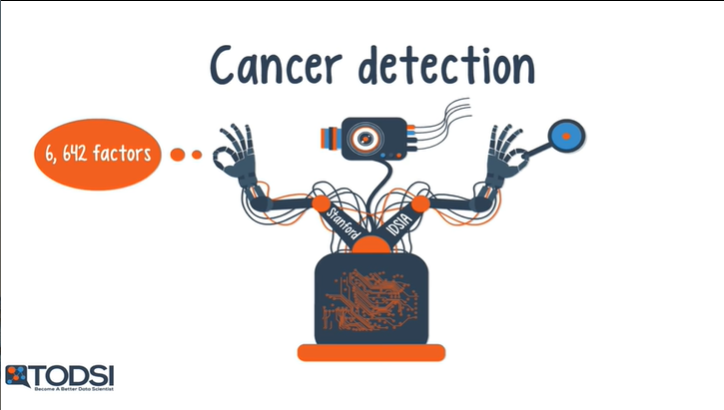 Cancer detection
6, 642 factors
Stanford
IDSIA
TODSI
Become A Better Data Scientist